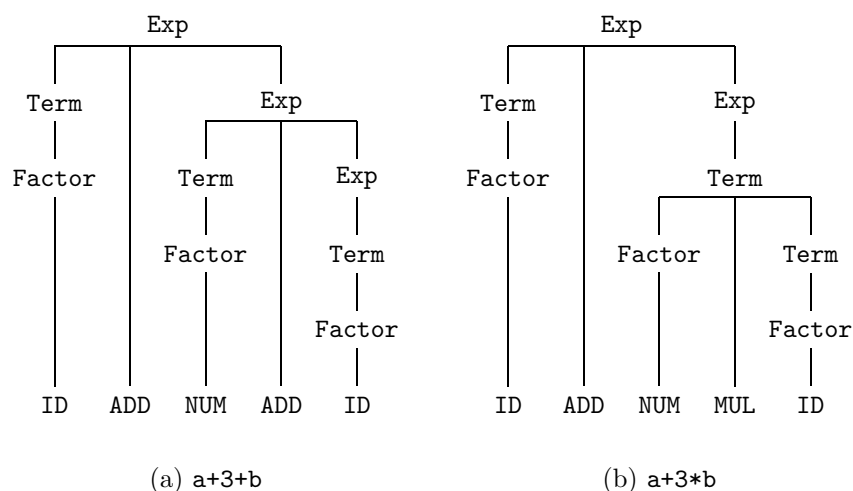 Exp Exp
Term Exp Term Exp
Factor Term Exp Factor Term
Factor Term Factor Term
Factor Factor
ID ADD NUM ADD ID ID ADD NUM MUL ID
(a) a+3+b (b) a+3*b